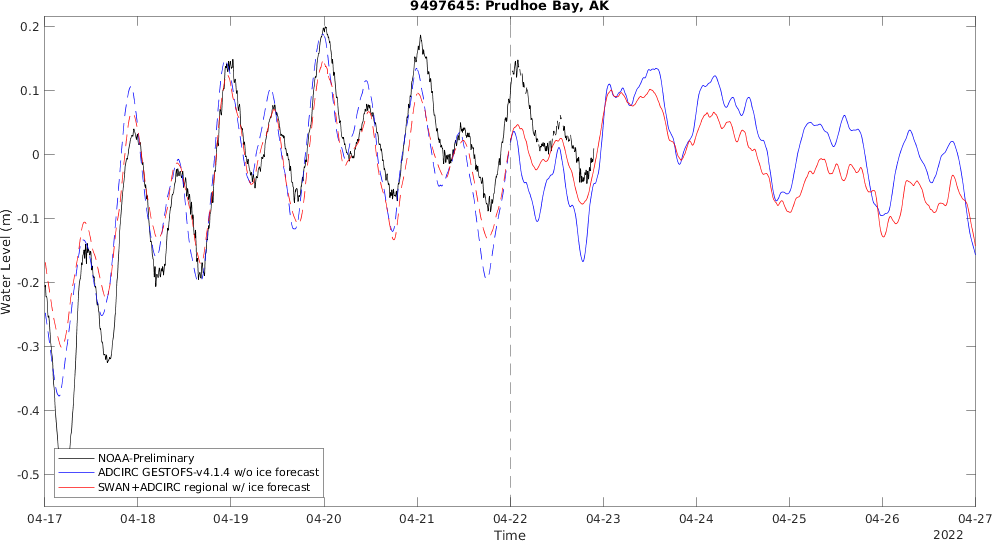 9497645: Prudhoe Bay, AK
Water Level (m)
0.2
0.1
0
-0.1
-0.2
-0.3
-0.4
-0.5
NOAA-Preliminary
ADCIRC GESTOFS-v4.1.4 w/o ice forecast
SWAN+ADCIRC regional w/ ice forecast
04-17 04-18 04-19 04-20 04-21 04-22 04-23 04-24 04-25 04-26 04-27
Time
2022